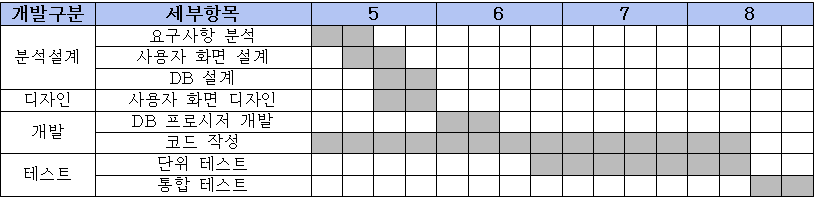 개발구분 세부항목 5 6 7 8
분석설계 요구사항 분석
사용자 화면 설계
DB 설계
디자인 사용자 화면 디자인
개발 DB 프로시저 개발
코드 작성
테스트 단위 테스트
통합 테스트